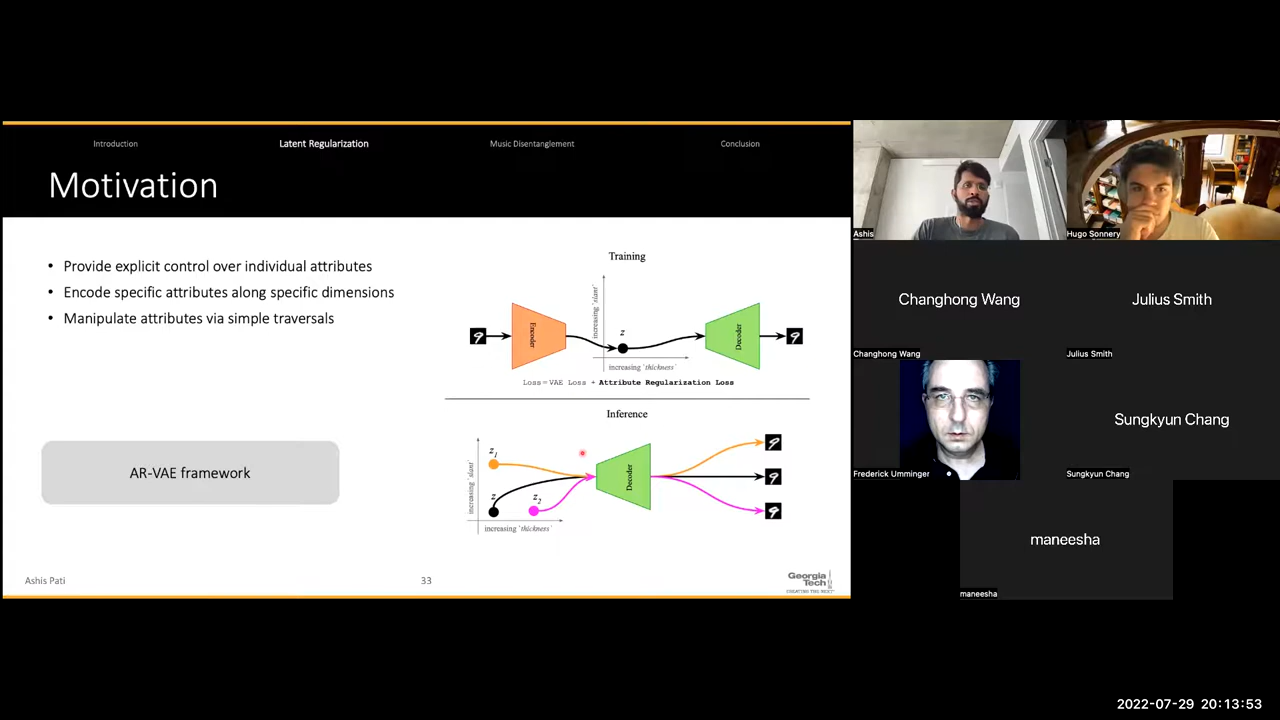 Introduction
Latent Regularization
Music Disentanglement
Conclusion
Motivation
• Provide explicit control over individual attributes
• Encode specific attributes along specific dimensions
• Manipulate attributes via simple traversals
AR-VAE framework
Training
Encoder
increasing 'slant'
z
increasing 'thickness'
Decoder
Loss = VAE Loss + Attribute Regularization Loss
Inference
increasing 'slant'
z1
z
z2
increasing 'thickness'
Decoder
Ashis Pati
33
Georgia
Tech
CREATING THE NEXT
Ashis
Hugo Sonnery
Changhong Wang
Changhong Wang
Julius Smith
Julius Smith
Frederick Umminger
Sungkyun Chang
Sungkyun Chang
maneesha
maneesha
2022-07-29 20:13:53